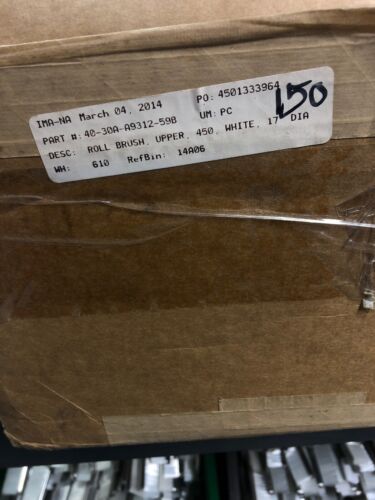 IMA-NA March 04, 2014 PO: 4501333964
PART #: 40-30A-A9312-59B UM: PC
DESC: ROLL BRUSH, UPPER, 450, WHITE, 17 DIA
WH: 610 RefBin: 14A06
150